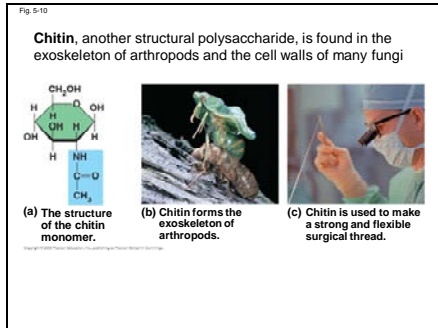 Fig. 5-10
Chitin, another structural polysaccharide, is found in the
exoskeleton of arthropods and the cell walls of many fungi
CH₂OH
O
H
H
OH
H
OH
H
OH
H
H
NH
C=O
CH₃
(a) The structure
of the chitin
monomer.
(b) Chitin forms the
exoskeleton of
arthropods.
(c) Chitin is used to make
a strong and flexible
surgical thread.